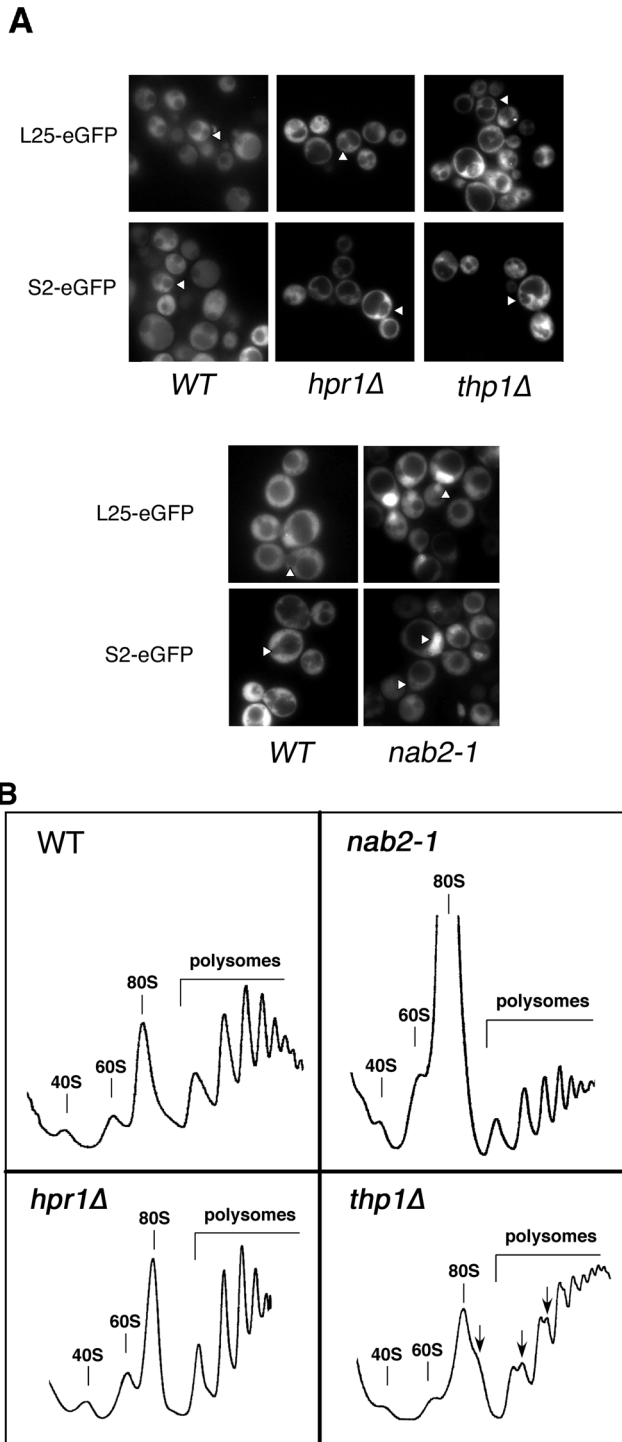 A
L25-eGFP
S2-eGFP
WT hpr1Δ thp1Δ
L25-eGFP
S2-eGFP
WT nab2-1
B
WT
80S
polysomes
60S
40S
nab2-1
80S
polysomes
60S
40S
hpr1Δ
polysomes
80S
60S
40S
thp1Δ
polysomes
80S
60S
40S